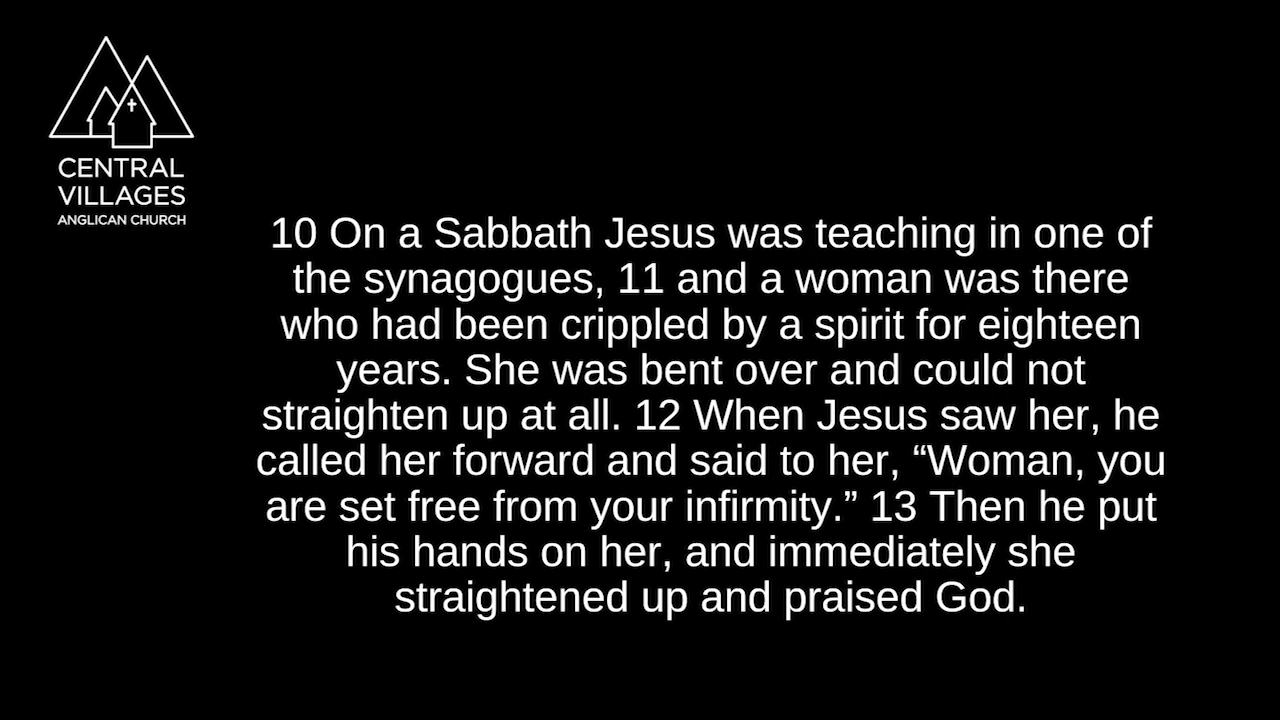 CENTRAL
VILLAGES
ANGLICAN CHURCH
10 On a Sabbath Jesus was teaching in one of
the synagogues, 11 and a woman was there
who had been crippled by a spirit for eighteen
years. She was bent over and could not
straighten up at all. 12 When Jesus saw her, he
called her forward and said to her, “Woman, you
are set free from your infirmity.” 13 Then he put
his hands on her, and immediately she
straightened up and praised God.